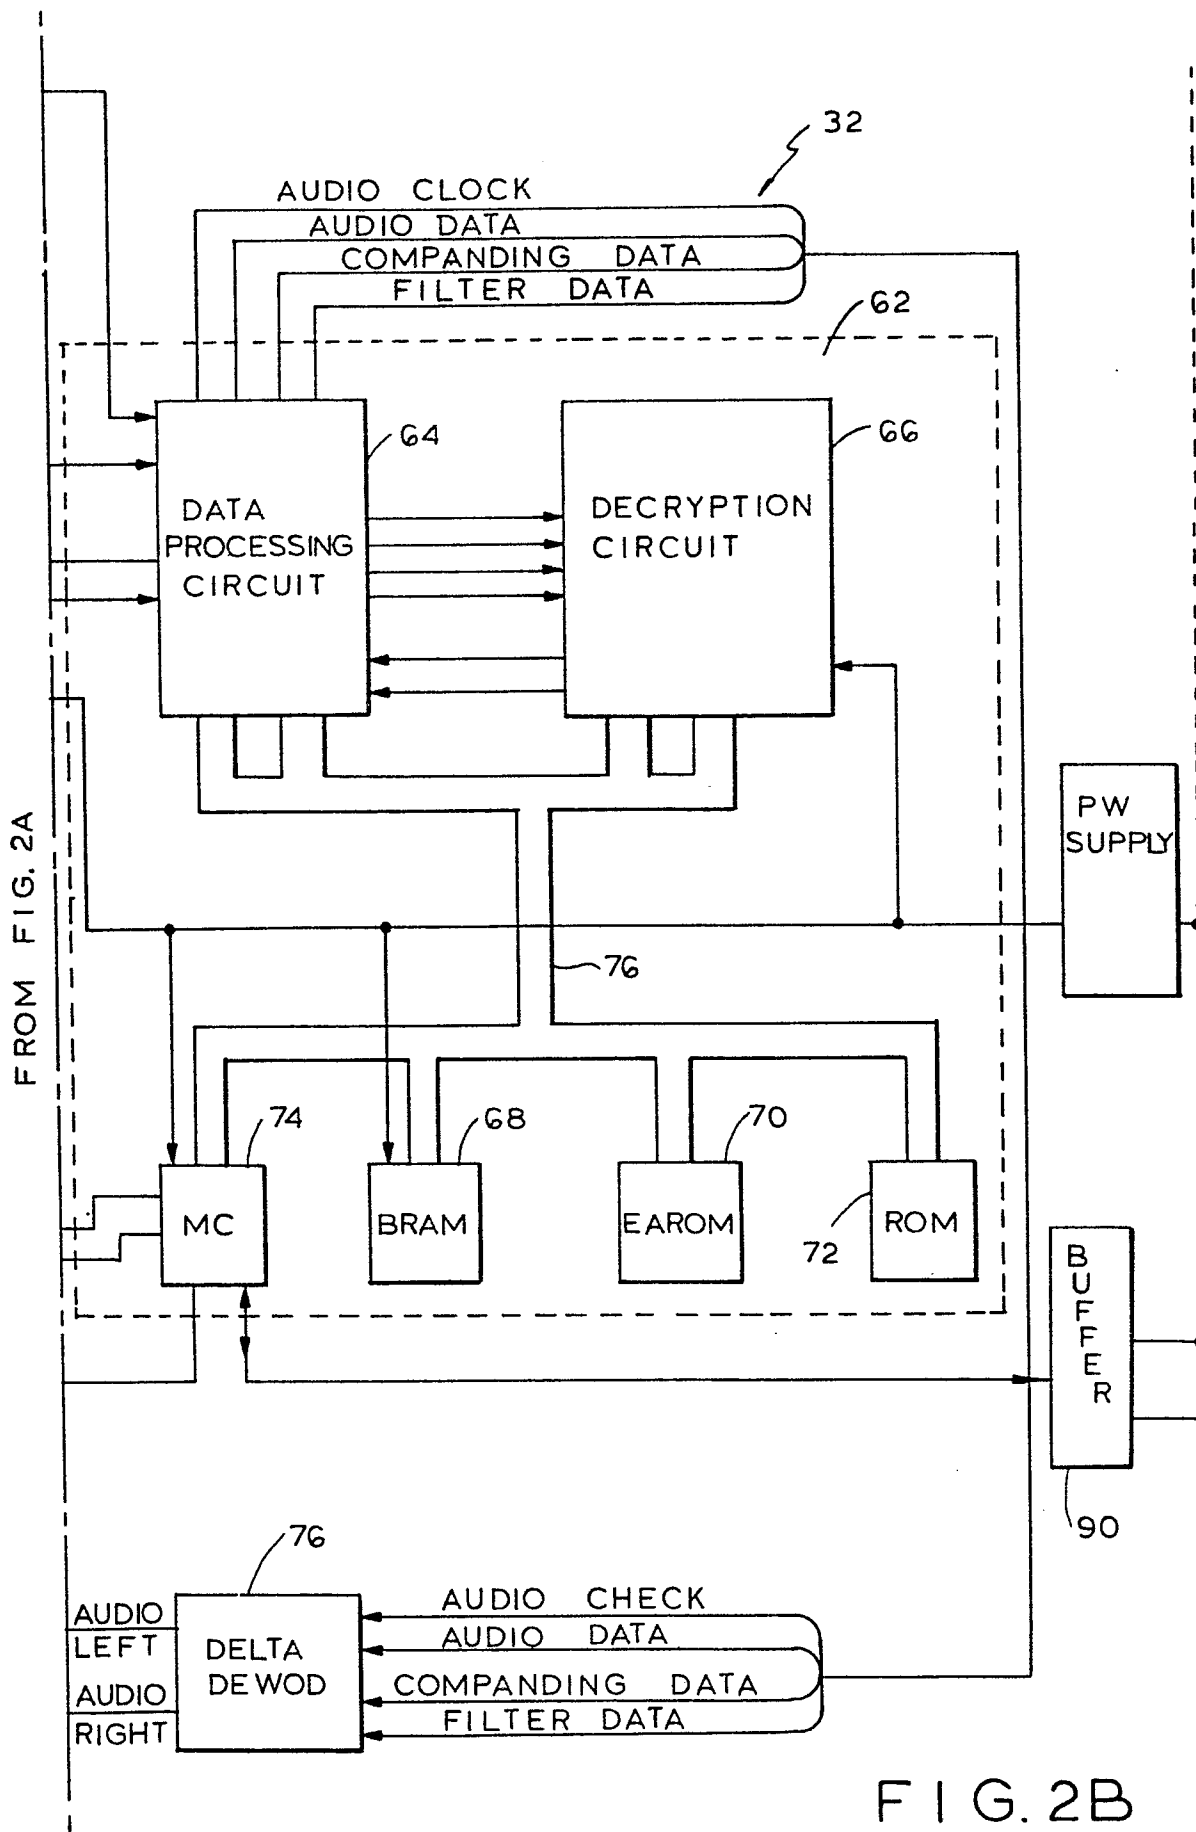 32
AUDIO CLOCK
AUDIO DATA
COMPANDING DATA
FILTER DATA
62
64
66
DATA
PROCESSING
CIRCUIT
DECRYPTION
CIRCUIT
PW
SUPPLY
FROM FIG. 2A
76
74
68
70
72
MC
BRAM
EAROM
ROM
BUFFER
90
76
AUDIO
LEFT
AUDIO
RIGHT
DELTA
DEWOD
AUDIO CHECK
AUDIO DATA
COMPANDING DATA
FILTER DATA
FIG. 2B